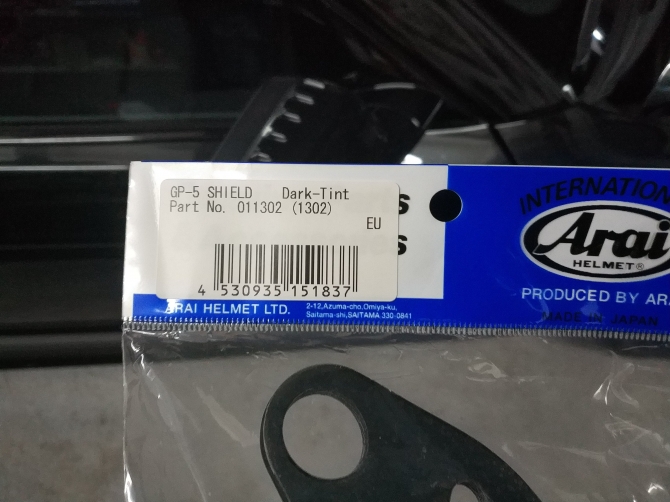 GP-5 SHIELD Dark-Tint
Part No. 011302 (1302)
EU
4 530935 151837
s
s
ARAI HELMET LTD.
2-12,Azuma-cho,Omiya-ku,
Saitama-shi,SAITAMA 330-0841
INTERNATION
Arai
HELMET®
PRODUCED BY AR
MADE IN JAPAN